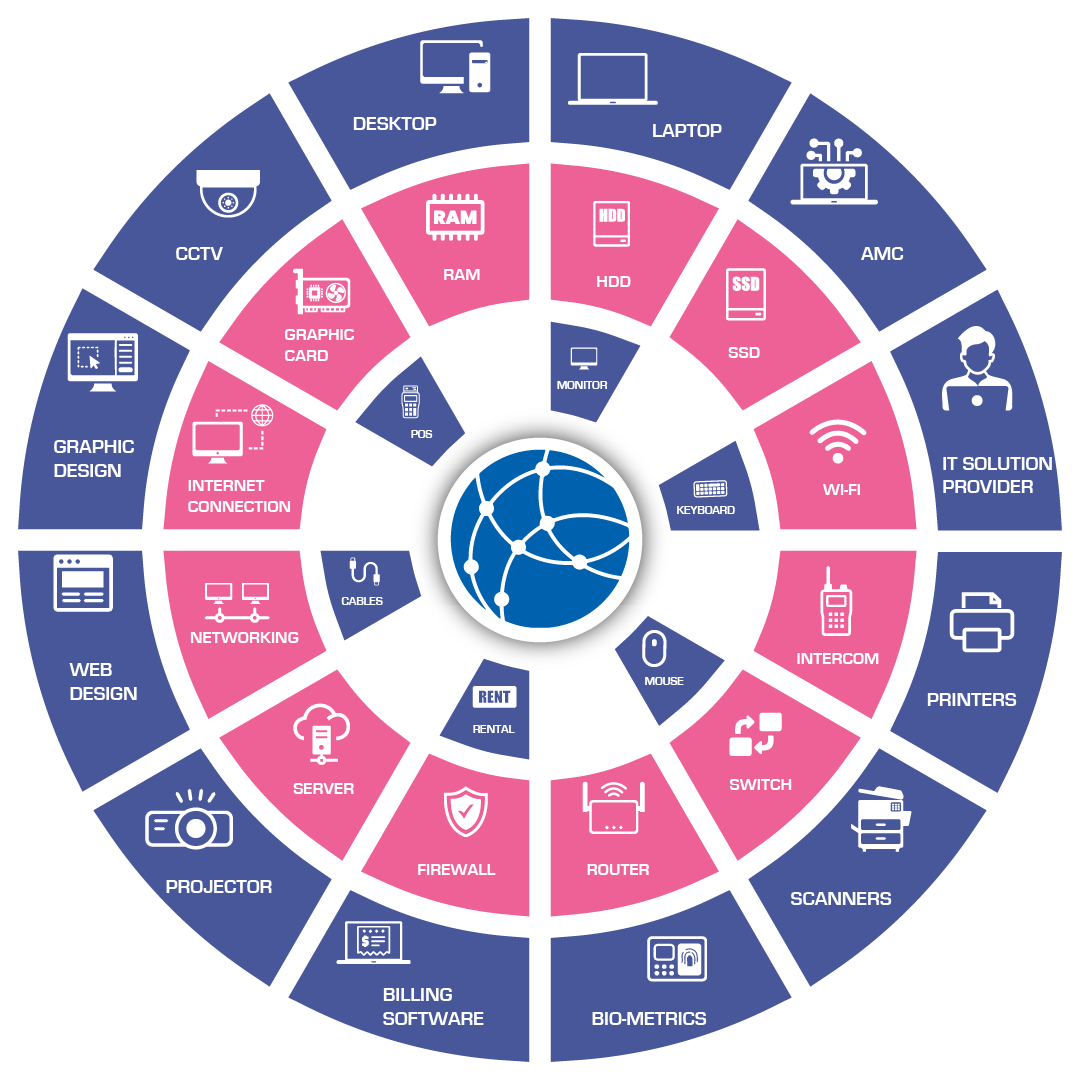 DESKTOP
LAPTOP
AMC
IT SOLUTION
PROVIDER
PRINTERS
SCANNERS
BIO-METRICS
BILLING
SOFTWARE
PROJECTOR
WEB
DESIGN
GRAPHIC
DESIGN
CCTV
RAM
RAM
HDD
HDD
SSD
SSD
WI-FI
INTERCOM
SWITCH
ROUTER
FIREWALL
SERVER
NETWORKING
INTERNET
CONNECTION
GRAPHIC
CARD
MONITOR
KEYBOARD
MOUSE
RENT
RENTAL
CABLES
POS
$